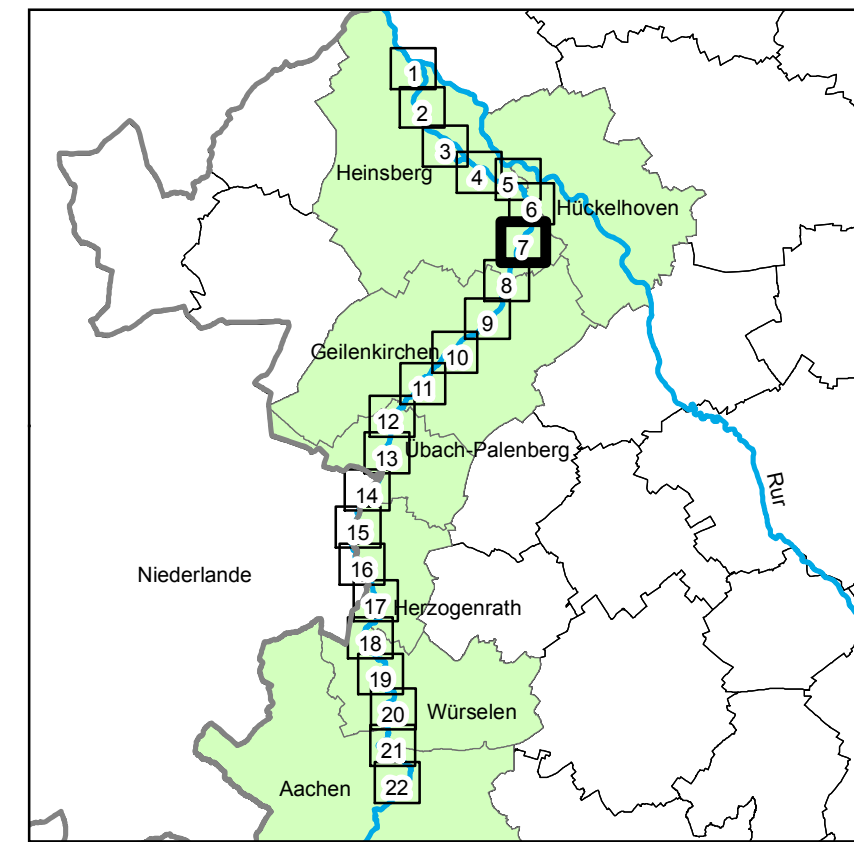 1
2
3
Heinsberg
4
5
6
Hückelhoven
7
8
9
Geilenkirchen
10
11
12
Übach-Palenberg
13
14
Rur
15
Niederlande
16
17
Herzogenrath
18
19
20
Würselen
21
Aachen
22